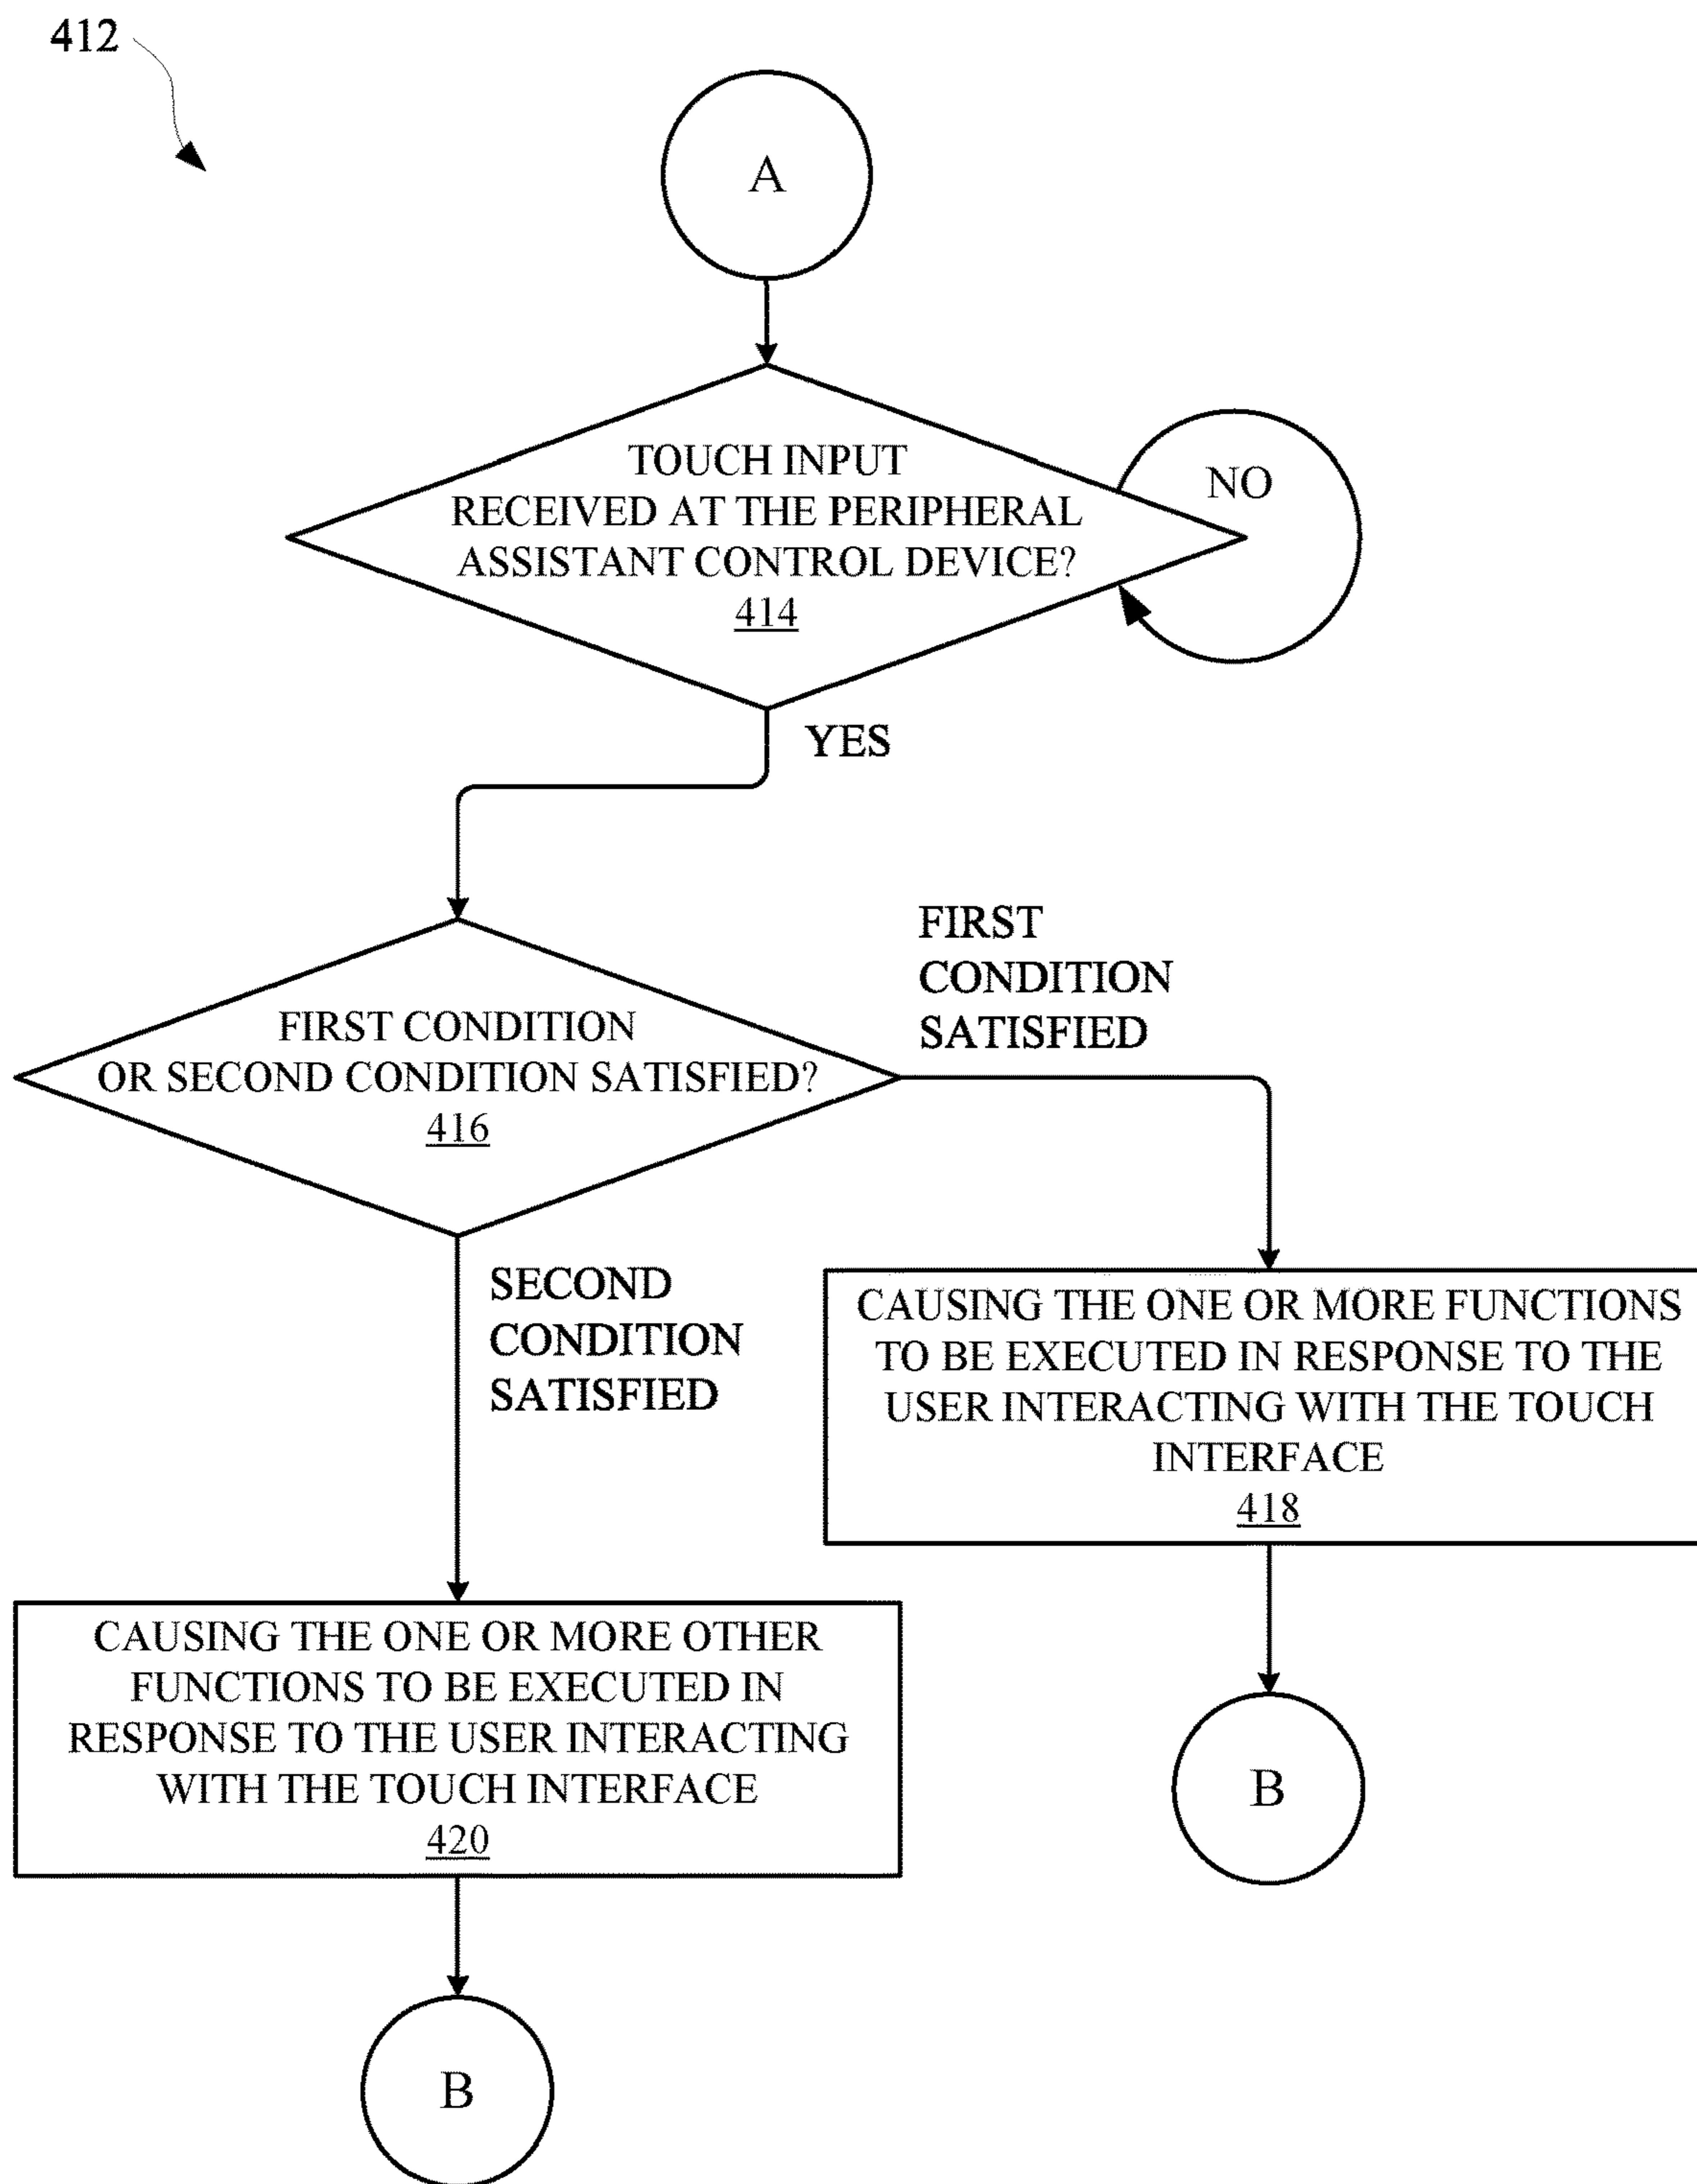 412
A
TOUCH INPUT
RECEIVED AT THE PERIPHERAL
ASSISTANT CONTROL DEVICE?
414
NO
YES
FIRST CONDITION
OR SECOND CONDITION SATISFIED?
416
FIRST
CONDITION
SATISFIED
SECOND
CONDITION
SATISFIED
CAUSING THE ONE OR MORE FUNCTIONS
TO BE EXECUTED IN RESPONSE TO THE
USER INTERACTING WITH THE TOUCH
INTERFACE
418
B
CAUSING THE ONE OR MORE OTHER
FUNCTIONS TO BE EXECUTED IN
RESPONSE TO THE USER INTERACTING
WITH THE TOUCH INTERFACE
420
B